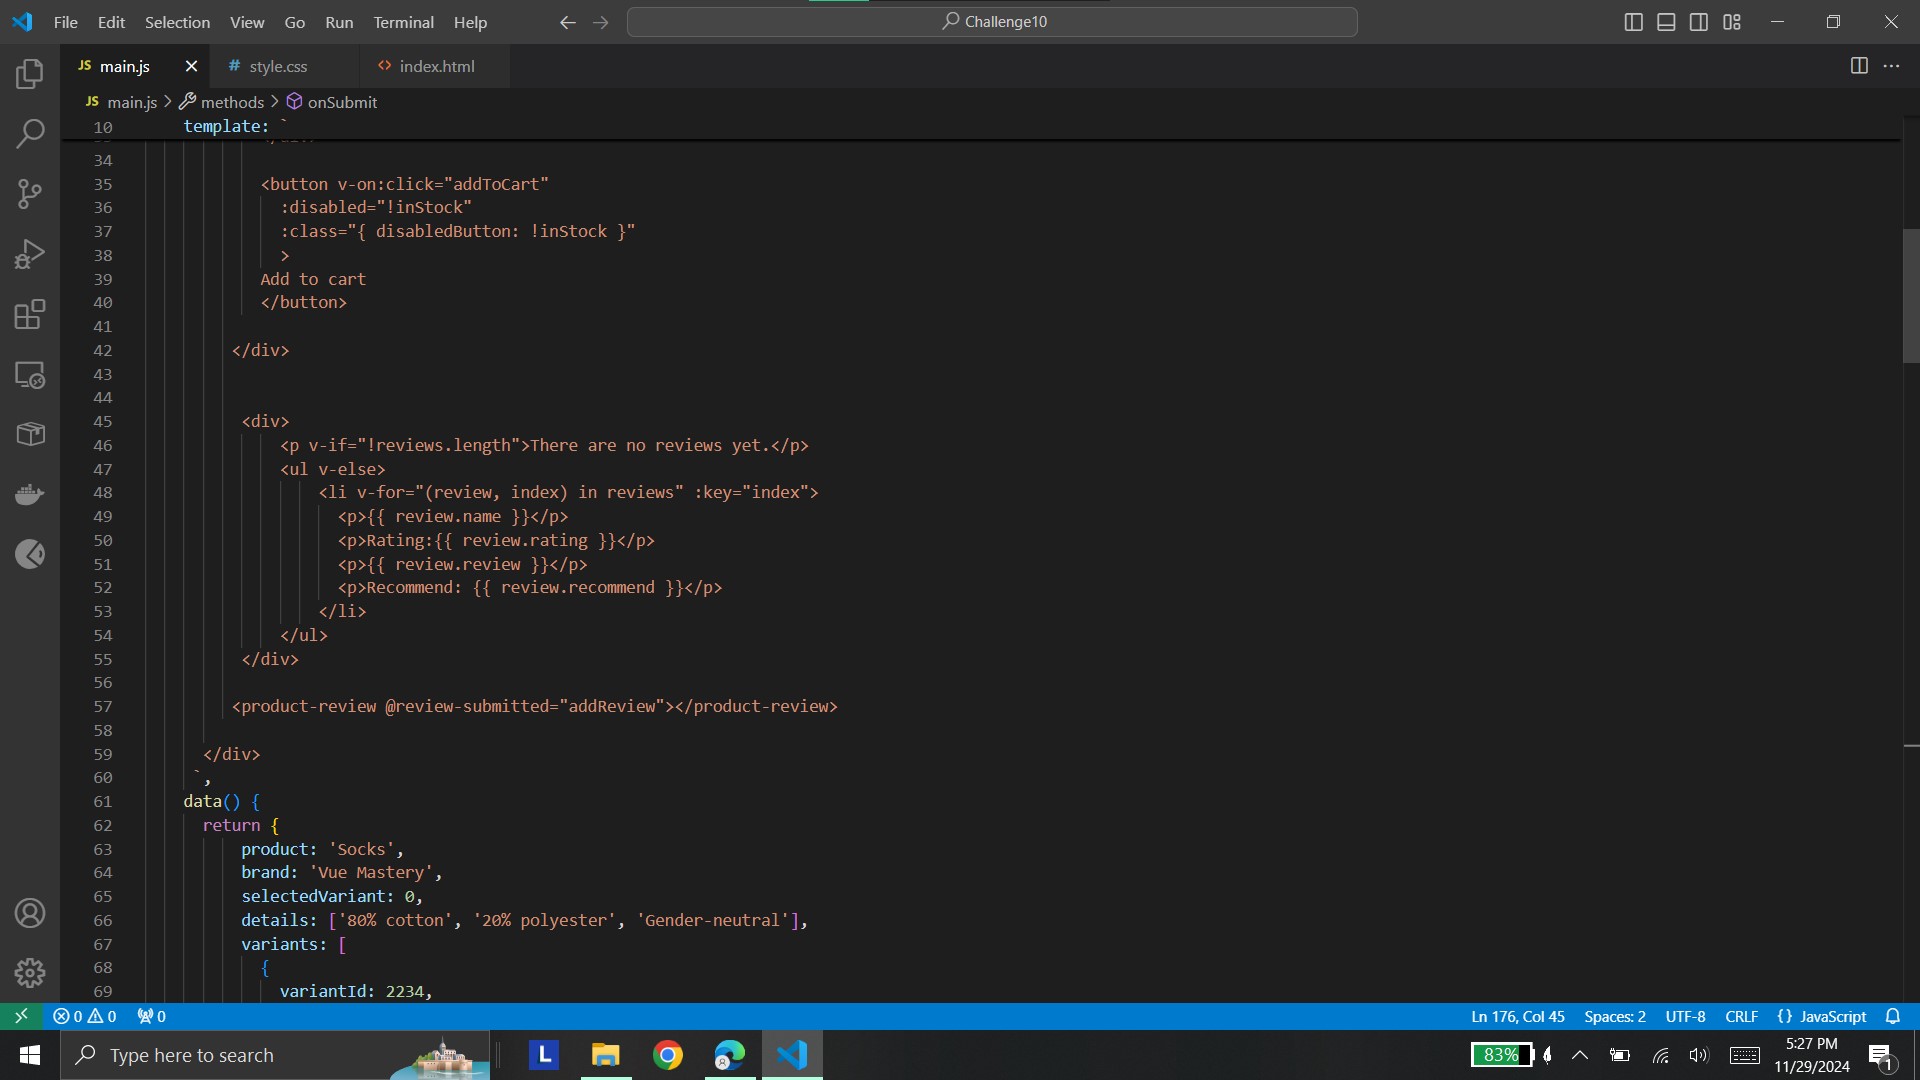 File Edit Selection View Go Run Terminal Help
Challenge10
JS main.js
# style.css
<> index.html
JS main.js > methods > onSubmit
10 template: `
34
35 <button v-on:click="addToCart"
36 :disabled="!inStock"
37 :class="{ disabledButton: !inStock }"
38 >
39 Add to cart
40 </button>
41
42 </div>
43
44
45 <div>
46 <p v-if="!reviews.length">There are no reviews yet.</p>
47 <ul v-else>
48 <li v-for="(review, index) in reviews" :key="index">
49 <p>{{ review.name }}</p>
50 <p>Rating:{{ review.rating }}</p>
51 <p>{{ review.review }}</p>
52 <p>Recommend: {{ review.recommend }}</p>
53 </li>
54 </ul>
55 </div>
56
57 <product-review @review-submitted="addReview"></product-review>
58
59 </div>
60 `,
61 data() {
62 return {
63 product: 'Socks',
64 brand: 'Vue Mastery',
65 selectedVariant: 0,
66 details: ['80% cotton', '20% polyester', 'Gender-neutral'],
67 variants: [
68 {
69 variantId: 2234,
0 0 0
Ln 176, Col 45 Spaces: 2 UTF-8 CRLF {} JavaScript
Type here to search
L
83%
5:27 PM
11/29/2024
1